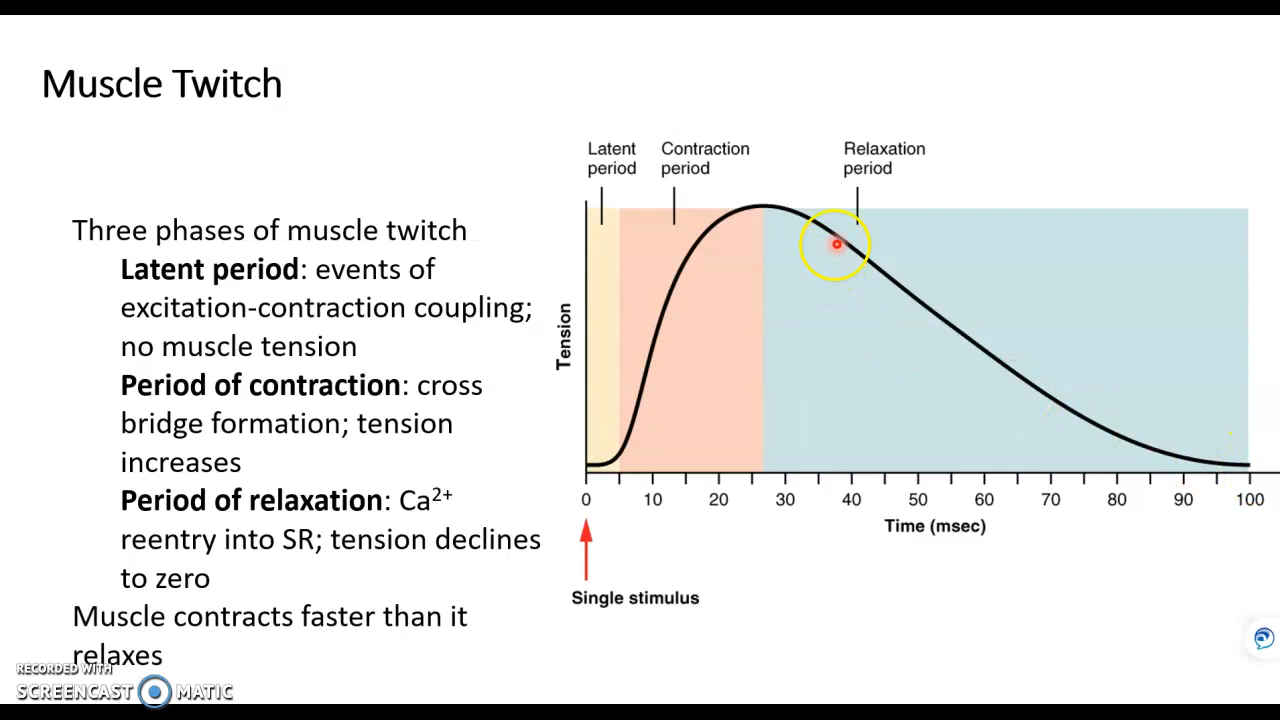 Muscle Twitch
Latent
period
Contraction
period
Relaxation
period
Three phases of muscle twitch
Latent period: events of
excitation-contraction coupling;
no muscle tension
Period of contraction: cross
bridge formation; tension
increases
Period of relaxation: Ca²⁺
reentry into SR; tension declines
to zero
Muscle contracts faster than it
relaxes
Tension
0 10 20 30 40 50 60 70 80 90 100
Time (msec)
Single stimulus
RECORDED WITH
SCREENCAST MATIC